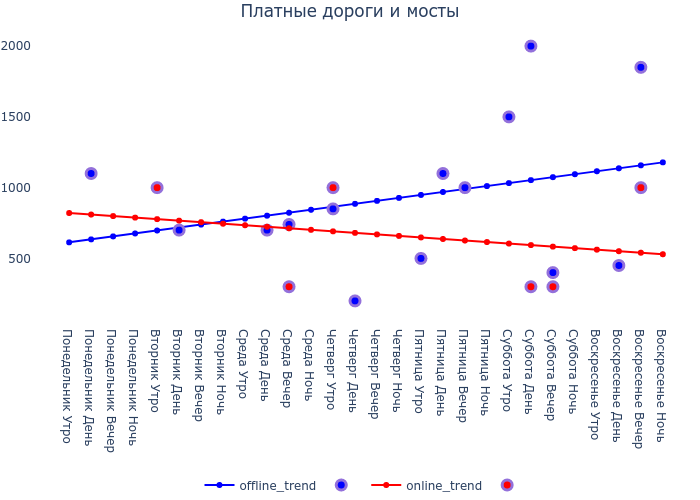 Платные дороги и мосты
2000
1500
1000
500
Понедельник Утро
Понедельник День
Понедельник Вечер
Понедельник Ночь
Вторник Утро
Вторник День
Вторник Вечер
Вторник Ночь
Среда Утро
Среда День
Среда Вечер
Среда Ночь
Четверг Утро
Четверг День
Четверг Вечер
Четверг Ночь
Пятница Утро
Пятница День
Пятница Вечер
Пятница Ночь
Суббота Утро
Суббота День
Суббота Вечер
Суббота Ночь
Воскресенье Утро
Воскресенье День
Воскресенье Вечер
Воскресенье Ночь
offline_trend online_trend